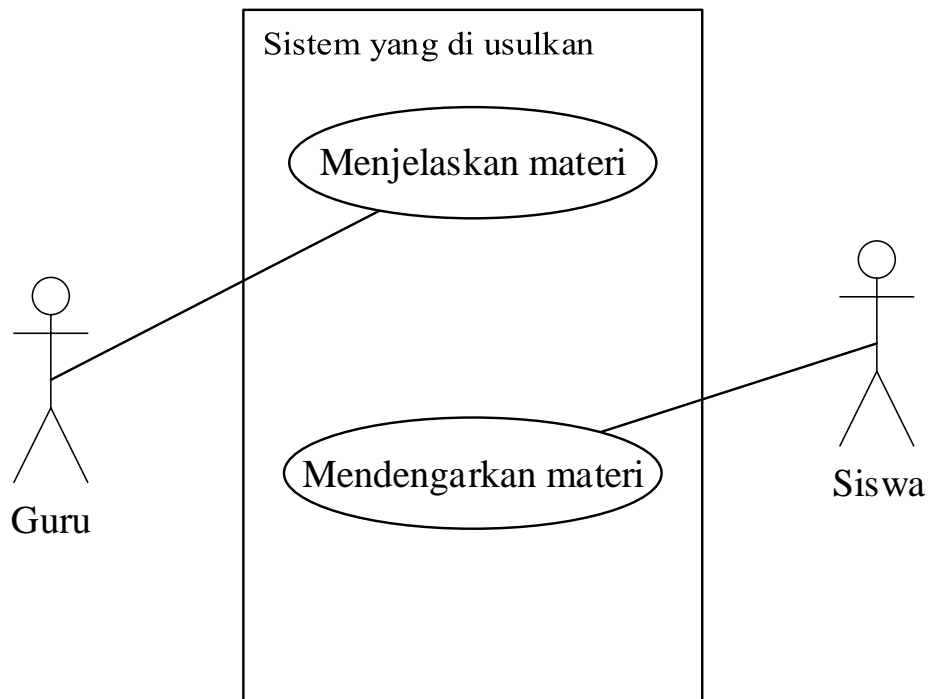 Sistem yang di usulkan
Menjelaskan materi
Mendengarkan materi
Siswa
Guru